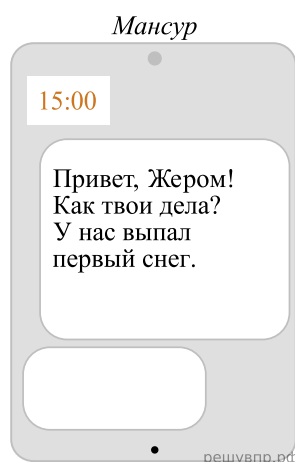 Мансур
15:00
Привет, Жером!
Как твои дела?
У нас выпал
первый снег.
решувпр.рф